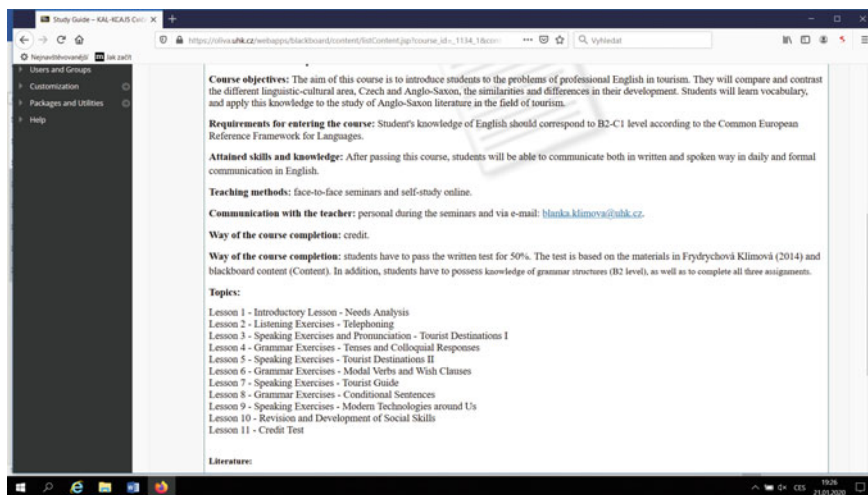 Study Guide – KAL-KCAJS Cvič
https://oliva.uhk.cz/webapps/blackboard/content/listContent.jsp?course_id=_1134_1&con
Vyhledat
Nejnavštěvovanější Jak začít
Users and Groups
Customization
Packages and Utilities
Help
Course objectives: The aim of this course is to introduce students to the problems of professional English in tourism. They will compare and contrast
the different linguistic-cultural area, Czech and Anglo-Saxon, the similarities and differences in their development. Students will learn vocabulary,
and apply this knowledge to the study of Anglo-Saxon literature in the field of tourism.
Requirements for entering the course: Student's knowledge of English should correspond to B2-C1 level according to the Common European
Reference Framework for Languages.
Attained skills and knowledge: After passing this course, students will be able to communicate both in written and spoken way in daily and formal
communication in English.
Teaching methods: face-to-face seminars and self-study online.
Communication with the teacher: personal during the seminars and via e-mail: blanka.klimova@uhk.cz.
Way of the course completion: credit.
Way of the course completion: students have to pass the written test for 50%. The test is based on the materials in Frydrychová Klímová (2014) and
blackboard content (Content). In addition, students have to possess knowledge of grammar structures (B2 level), as well as to complete all three assignments.
Topics:
Lesson 1 - Introductory Lesson - Needs Analysis
Lesson 2 - Listening Exercises - Telephoning
Lesson 3 - Speaking Exercises and Pronunciation - Tourist Destinations I
Lesson 4 - Grammar Exercises - Tenses and Colloquial Responses
Lesson 5 - Speaking Exercises - Tourist Destinations II
Lesson 6 - Grammar Exercises - Modal Verbs and Wish Clauses
Lesson 7 - Speaking Exercises - Tourist Guide
Lesson 8 - Grammar Exercises - Conditional Sentences
Lesson 9 - Speaking Exercises - Modern Technologies around Us
Lesson 10 - Revision and Development of Social Skills
Lesson 11 - Credit Test
Literature:
CES
19:26
21.03.2020